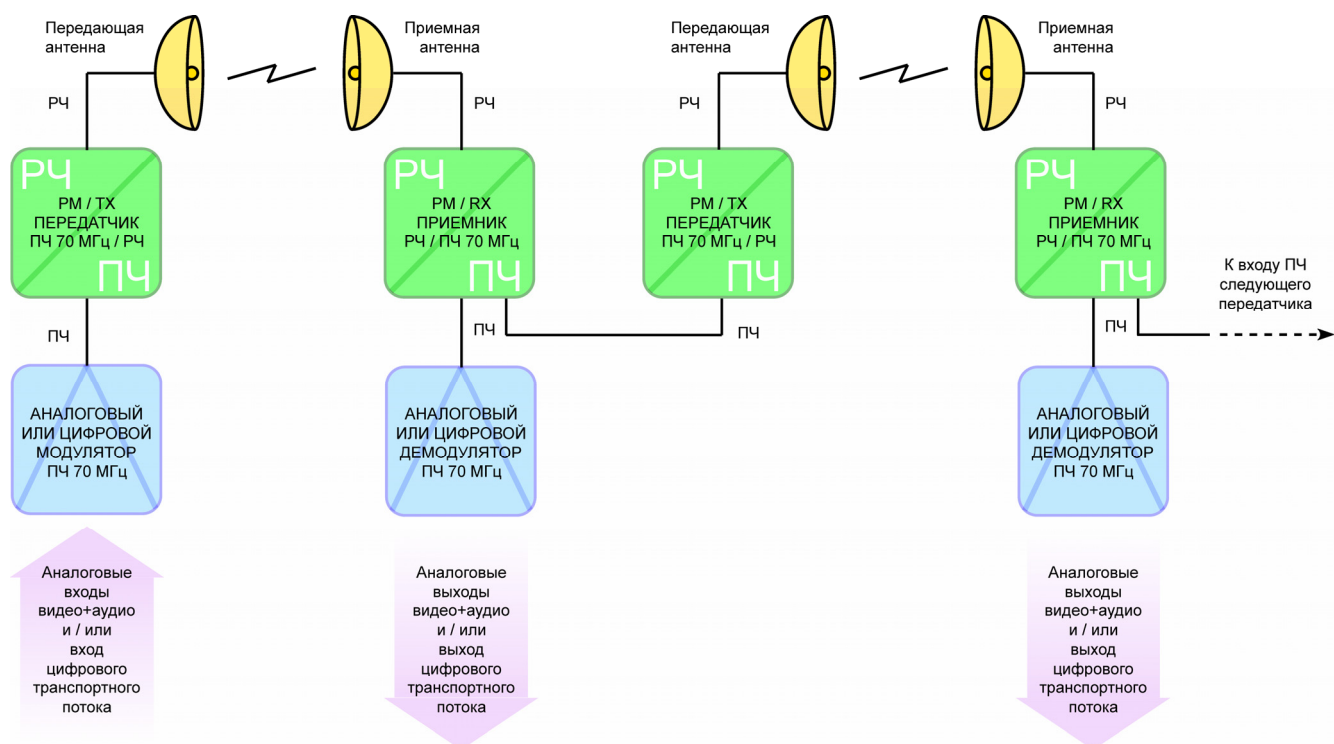 Передающая
антенна
Приемная
антенна
Передающая
антенна
Приемная
антенна
РЧ
РЧ
РЧ
РЧ
РЧ
РМ / TX
ПЕРЕДАТЧИК
ПЧ 70 МГц / РЧ
ПЧ
РЧ
РМ / RX
ПРИЕМНИК
РЧ / ПЧ 70 МГц
ПЧ
РЧ
РМ / TX
ПЕРЕДАТЧИК
ПЧ 70 МГц / РЧ
ПЧ
РЧ
РМ / RX
ПРИЕМНИК
РЧ / ПЧ 70 МГц
ПЧ
К входу ПЧ
следующего
передатчика
ПЧ
ПЧ
ПЧ
ПЧ
АНАЛОГОВЫЙ
ИЛИ ЦИФРОВОЙ
МОДУЛЯТОР
ПЧ 70 МГц
АНАЛОГОВЫЙ
ИЛИ ЦИФРОВОЙ
ДЕМОДУЛЯТОР
ПЧ 70 МГц
АНАЛОГОВЫЙ
ИЛИ ЦИФРОВОЙ
ДЕМОДУЛЯТОР
ПЧ 70 МГц
Аналоговые
входы
видео+аудио
и / или
вход
цифрового
транспортного
потока
Аналоговые
выходы
видео+аудио
и / или
выход
цифрового
транспортного
потока
Аналоговые
выходы
видео+аудио
и / или
выход
цифрового
транспортного
потока